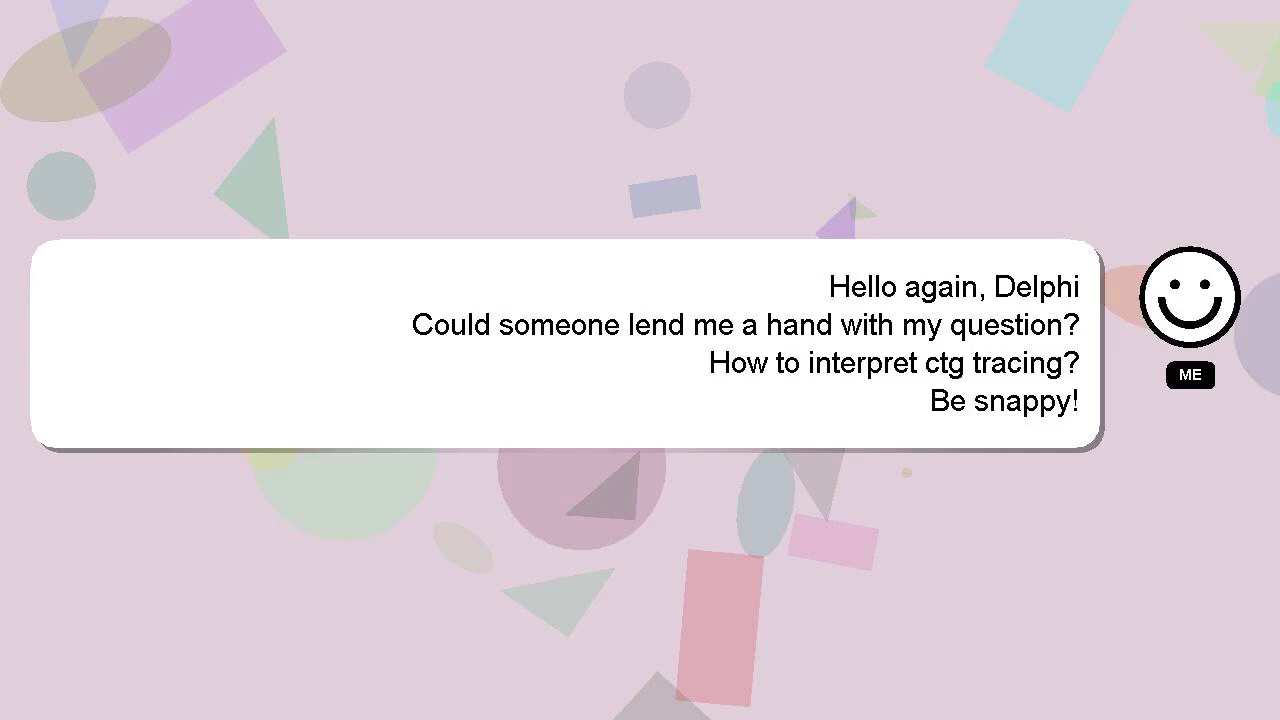 Hello again, Delphi
Could someone lend me a hand with my question?
How to interpret ctg tracing?
Be snappy!
ME